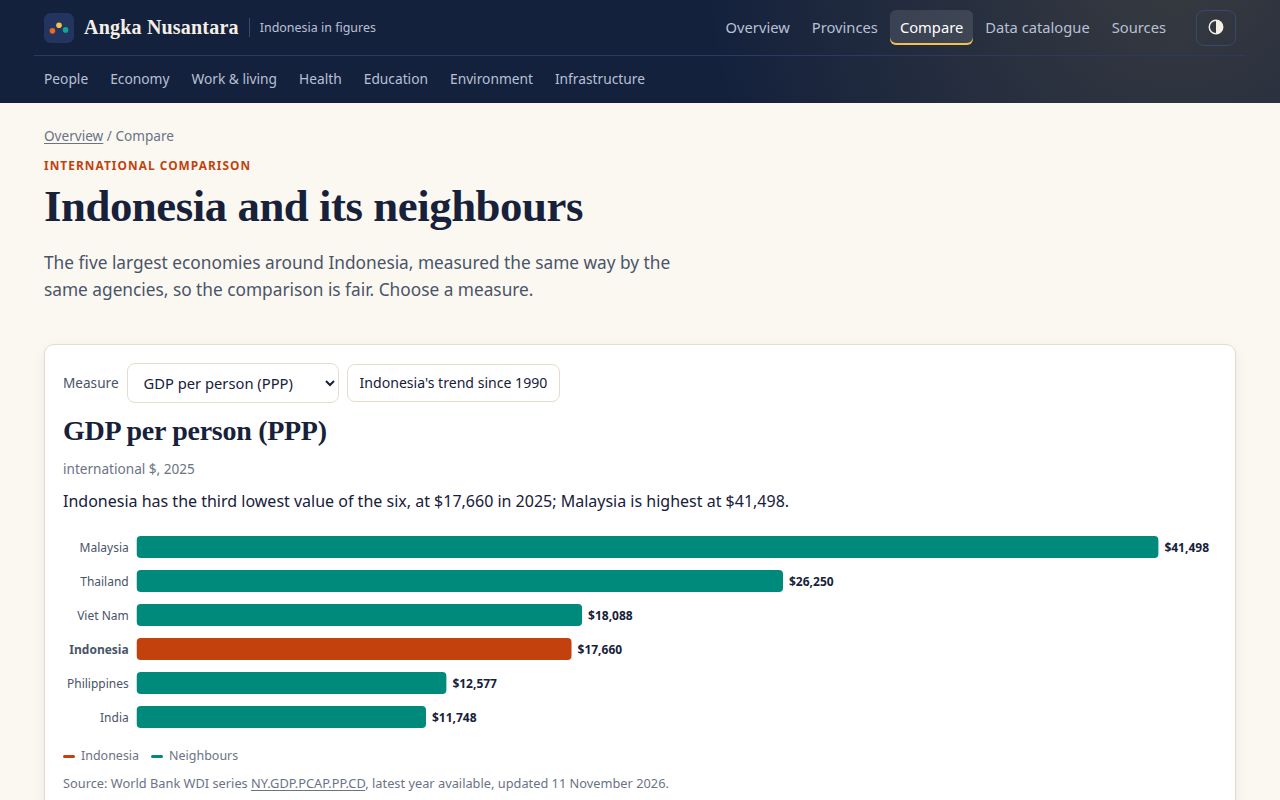 Angka Nusantara
Indonesia in figures
Overview
Provinces
Compare
Data catalogue
Sources
People
Economy
Work & living
Health
Education
Environment
Infrastructure
Overview / Compare
INTERNATIONAL COMPARISON
Indonesia and its neighbours
The five largest economies around Indonesia, measured the same way by the
same agencies, so the comparison is fair. Choose a measure.
Measure
GDP per person (PPP)
Indonesia's trend since 1990
GDP per person (PPP)
international $, 2025
Indonesia has the third lowest value of the six, at $17,660 in 2025; Malaysia is highest at $41,498.
Malaysia $41,498
Thailand $26,250
Viet Nam $18,088
Indonesia $17,660
Philippines $12,577
India $11,748
Indonesia
Neighbours
Source: World Bank WDI series NY.GDP.PCAP.PP.CD, latest year available, updated 11 November 2026.